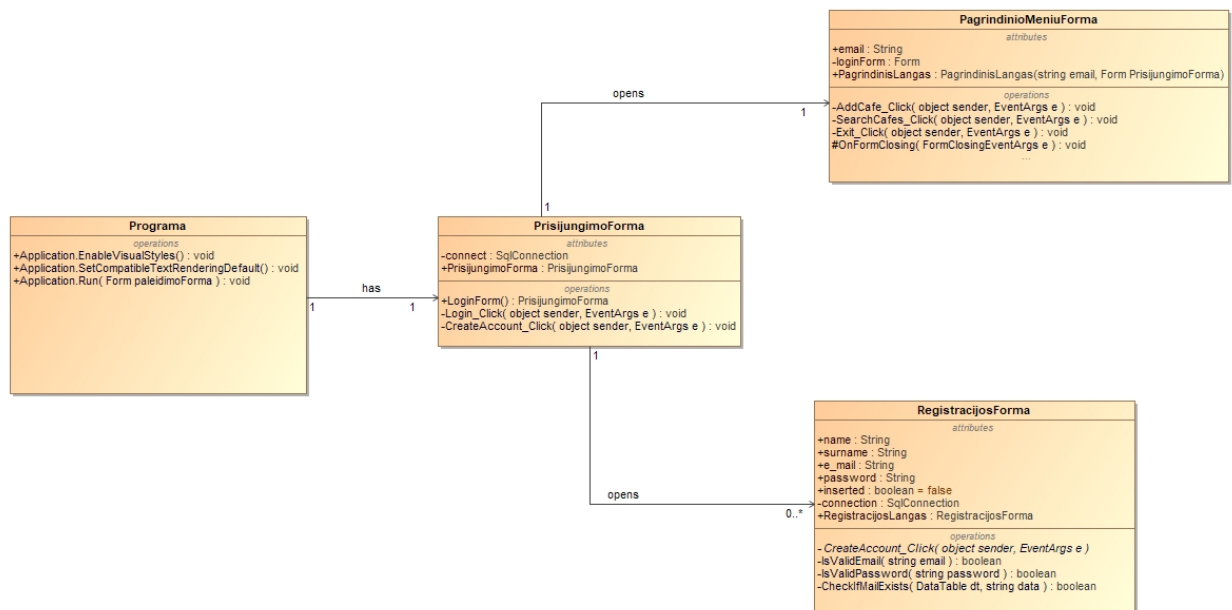 PagrindinioMeniuForma
attributes
+email : String
-loginForm : Form
+PagrindinisLangas : PagrindinisLangas(string email, Form PrisijungimoForma)
operations
-AddCafe_Click( object sender, EventArgs e ) : void
-SearchCafes_Click( object sender, EventArgs e ) : void
-Exit_Click( object sender, EventArgs e ) : void
#OnFormClosing( FormClosingEventArgs e ) : void
...
opens
1
1
Programa
operations
+Application.EnableVisualStyles() : void
+Application.SetCompatibleTextRenderingDefault() : void
+Application.Run( Form paleidimoForma ) : void
has
1
1
PrisijungimoForma
attributes
-connect : SqlConnection
+PrisijungimoForma : PrisijungimoForma
operations
+LoginForm() : PrisijungimoForma
-Login_Click( object sender, EventArgs e ) : void
-CreateAccount_Click( object sender, EventArgs e ) : void
1
opens
0..*
RegistracijosForma
attributes
+name : String
+surname : String
+e_mail : String
+password : String
+inserted : boolean = false
-connection : SqlConnection
+RegistracijosLangas : RegistracijosForma
operations
- CreateAccount_Click( object sender, EventArgs e )
-IsValidEmail( string email ) : boolean
-IsValidPassword( string password ) : boolean
-CheckIfMailExists( DataTable dt, string data ) : boolean